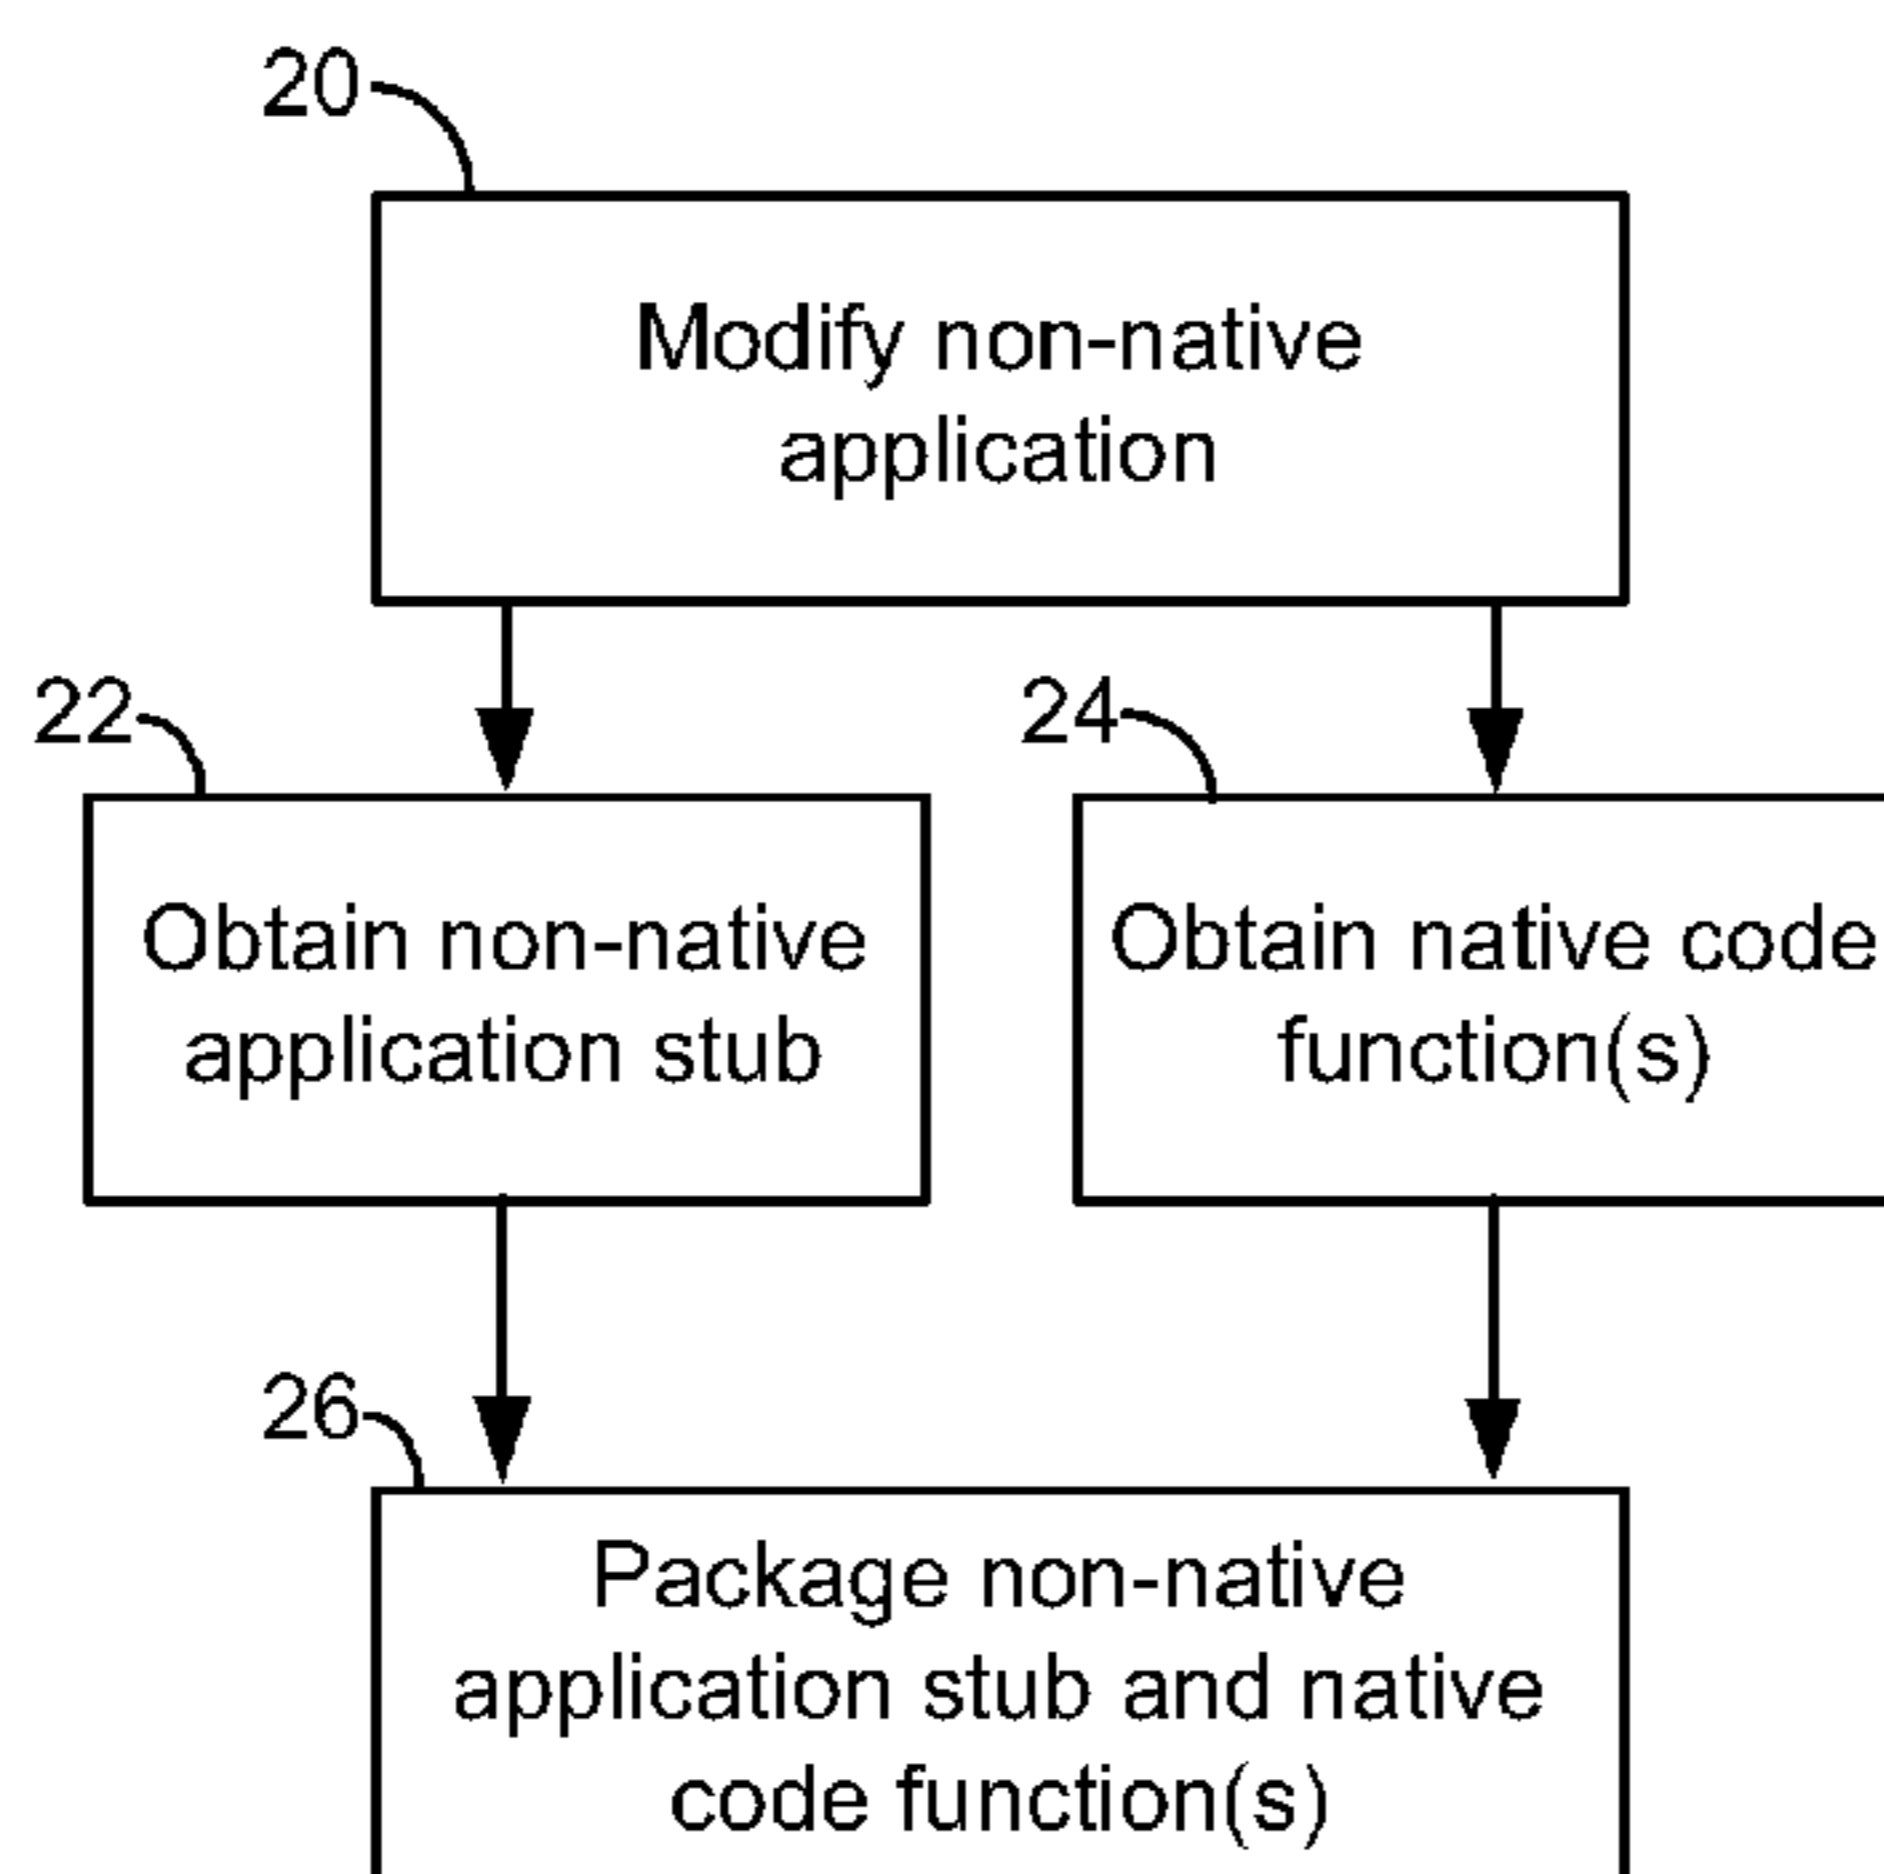 20
Modify non-native
application
22
24
Obtain non-native
application stub
Obtain native code
function(s)
26
Package non-native
application stub and native
code function(s)